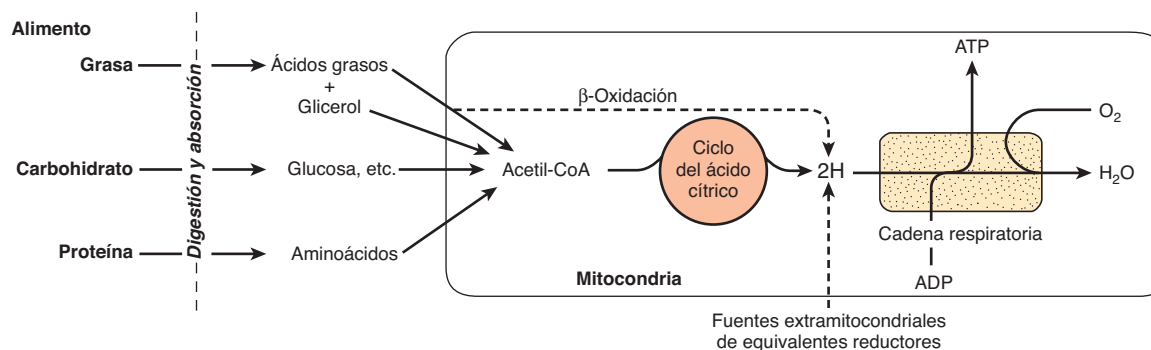 Alimento
Grasa
Carbohidrato
Proteína
Digestión y absorción
Ácidos grasos
+
Glicerol
Glucosa, etc.
Aminoácidos
β-Oxidación
Acetil-CoA
Ciclo
del ácido
cítrico
2H
ATP
O₂
H₂O
Cadena respiratoria
ADP
Mitocondria
Fuentes extramitocondriales
de equivalentes reductores